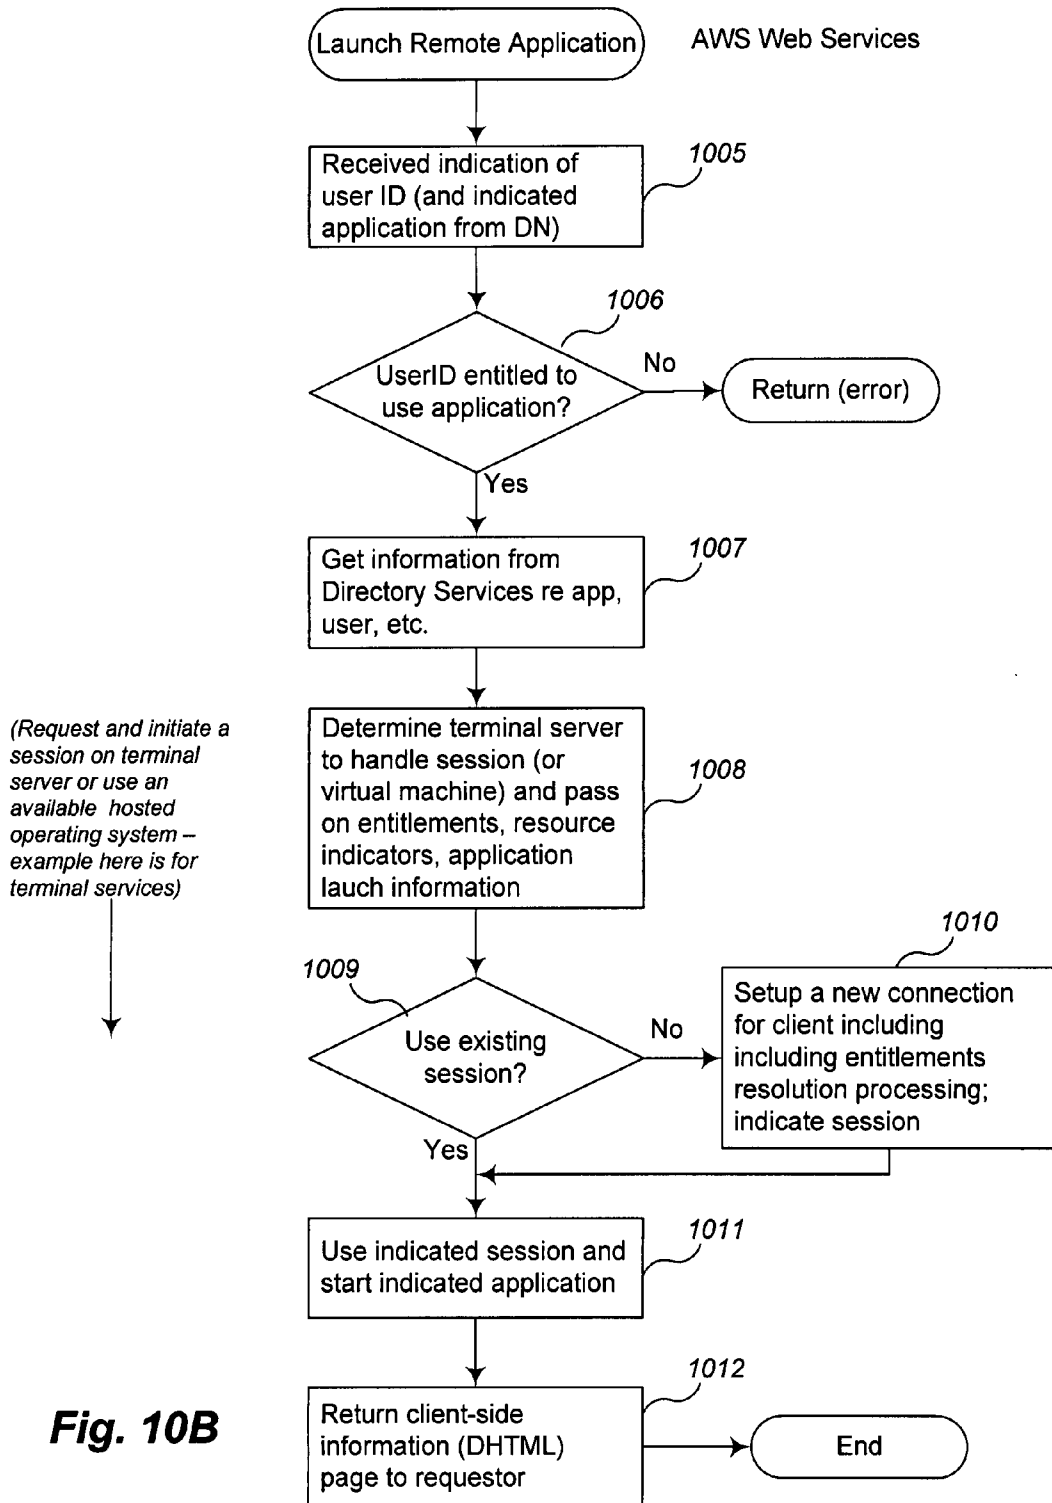 Launch Remote Application
AWS Web Services
1005
Received indication of
user ID (and indicated
application from DN)
1006
UserID entitled to
use application?
No
Return (error)
Yes
1007
Get information from
Directory Services re app,
user, etc.
(Request and initiate a
session on terminal
server or use an
available hosted
operating system –
example here is for
terminal services)
Determine terminal server
to handle session (or
virtual machine) and pass
on entitlements, resource
indicators, application
lauch information
1008
1009
Use existing
session?
No
1010
Setup a new connection
for client including
including entitlements
resolution processing;
indicate session
Yes
Use indicated session and
start indicated application
1011
1012
Return client-side
information (DHTML)
page to requestor
End
Fig. 10B